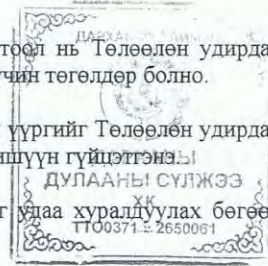 тоол нь Төлөөлөн удирда
чин төгөлдөр болно.
үүргийг Төлөөлөн удирда
ишүүн гүйцэтгэнэ.
ДУЛААНЫ СҮЛЖЭЭ
ХК
г удаа хуралдуулах бөгөө
ТТ00371 2650061